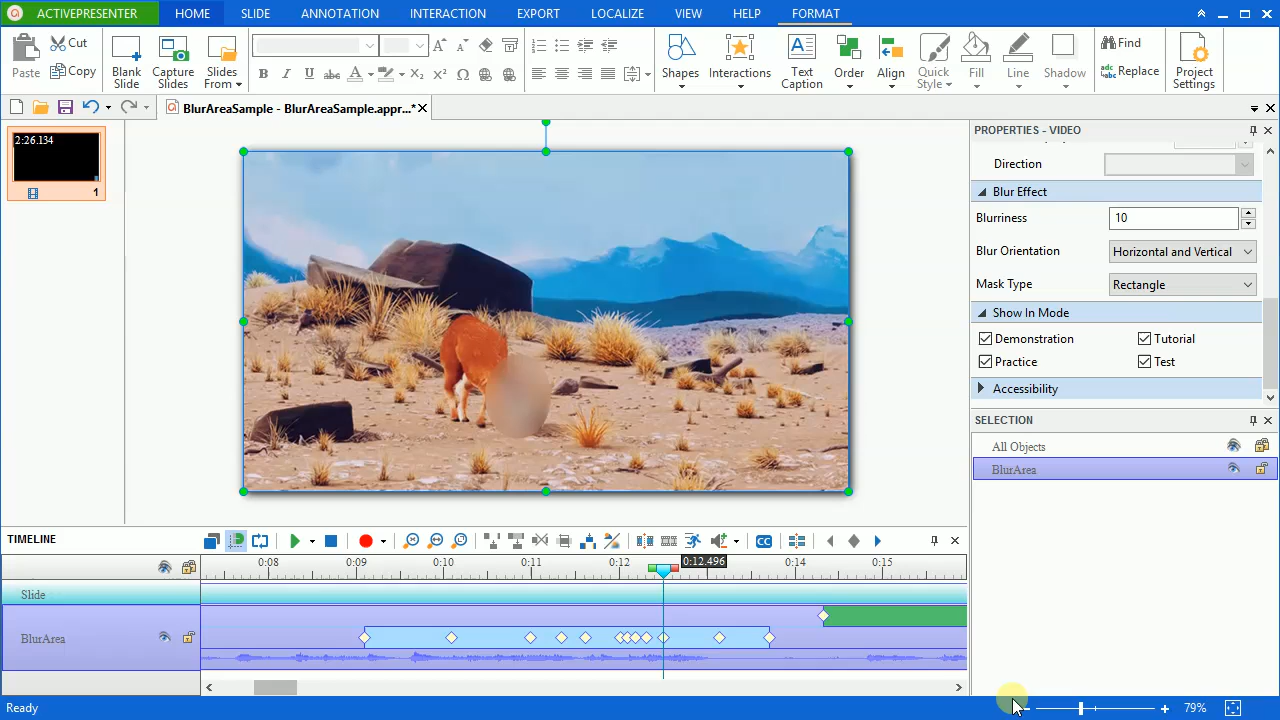 ACTIVEPRESENTER HOME SLIDE ANNOTATION INTERACTION EXPORT LOCALIZE VIEW HELP FORMAT
Paste Cut Copy
Blank Slide
Capture Slides
Slides From
Shapes
Interactions
Text Caption
Order
Align
Quick Style
Fill
Line
Shadow
Find
Replace
Project Settings
BlurAreaSample - BlurAreaSample.appr...*
2:26.134
1
PROPERTIES - VIDEO
Direction
Blur Effect
Blurriness 10
Blur Orientation Horizontal and Vertical
Mask Type Rectangle
Show In Mode
Demonstration Tutorial
Practice Test
Accessibility
SELECTION
All Objects
BlurArea
TIMELINE
CC
0:08 0:09 0:10 0:11 0:12 0:12.496 0:14 0:15
Slide
BlurArea
Ready
79%